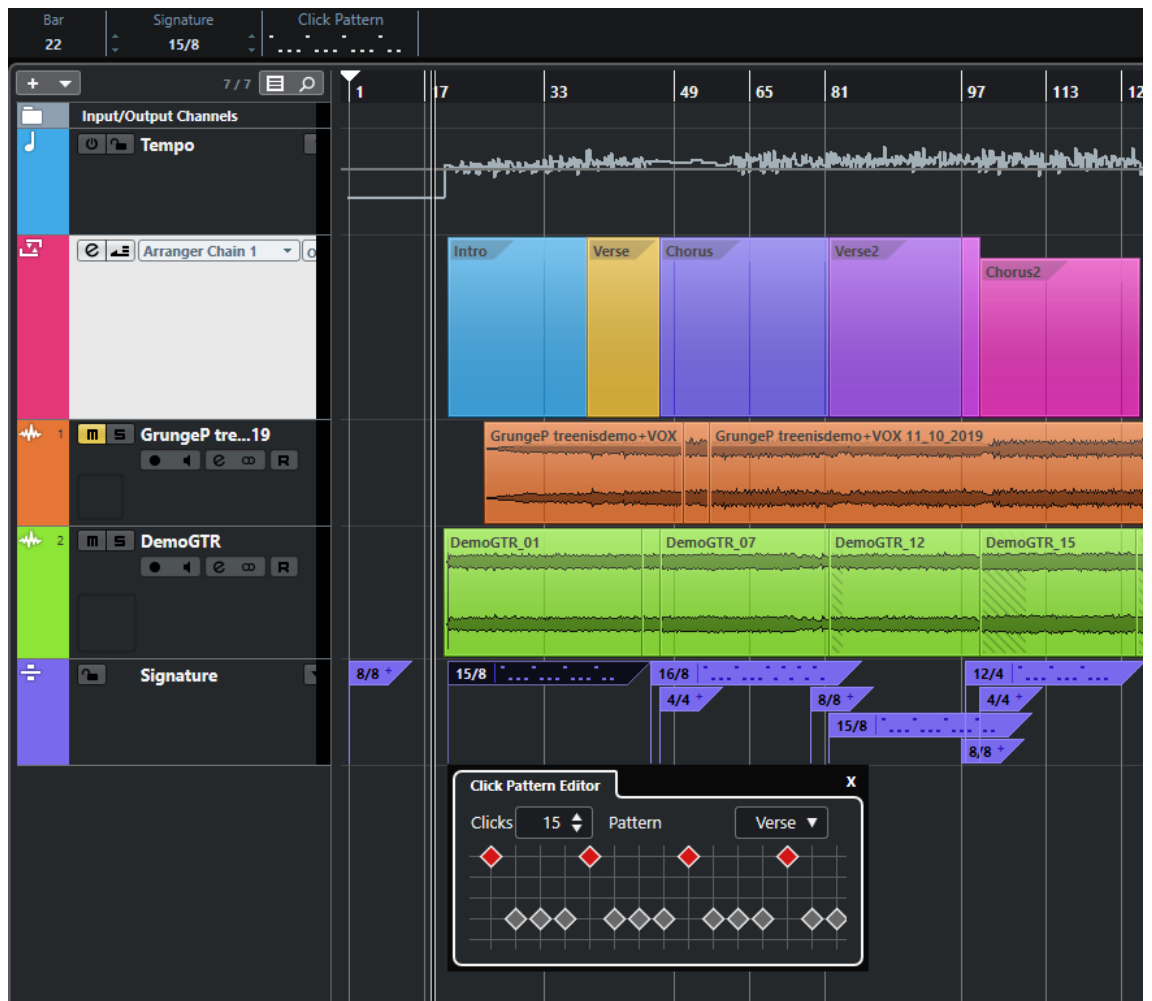 Bar Signature Click Pattern
22 15/8
+ 7/7
1 17 33 49 65 81 97 113 12
Input/Output Channels
Tempo
e Arranger Chain 1 o
Intro Verse Chorus Verse2 Chorus2
1 m S GrungeP tre...19
R
GrungeP treenisdemo+VOX GrungeP treenisdemo+VOX 11_10_2019
2 m S DemoGTR
R
DemoGTR_01 DemoGTR_07 DemoGTR_12 DemoGTR_15
Signature
8/8 + 15/8 16/8 12/4
4/4 + 8/8 + 4/4 +
15/8
8/8 +
Click Pattern Editor x
Clicks 15 Pattern Verse